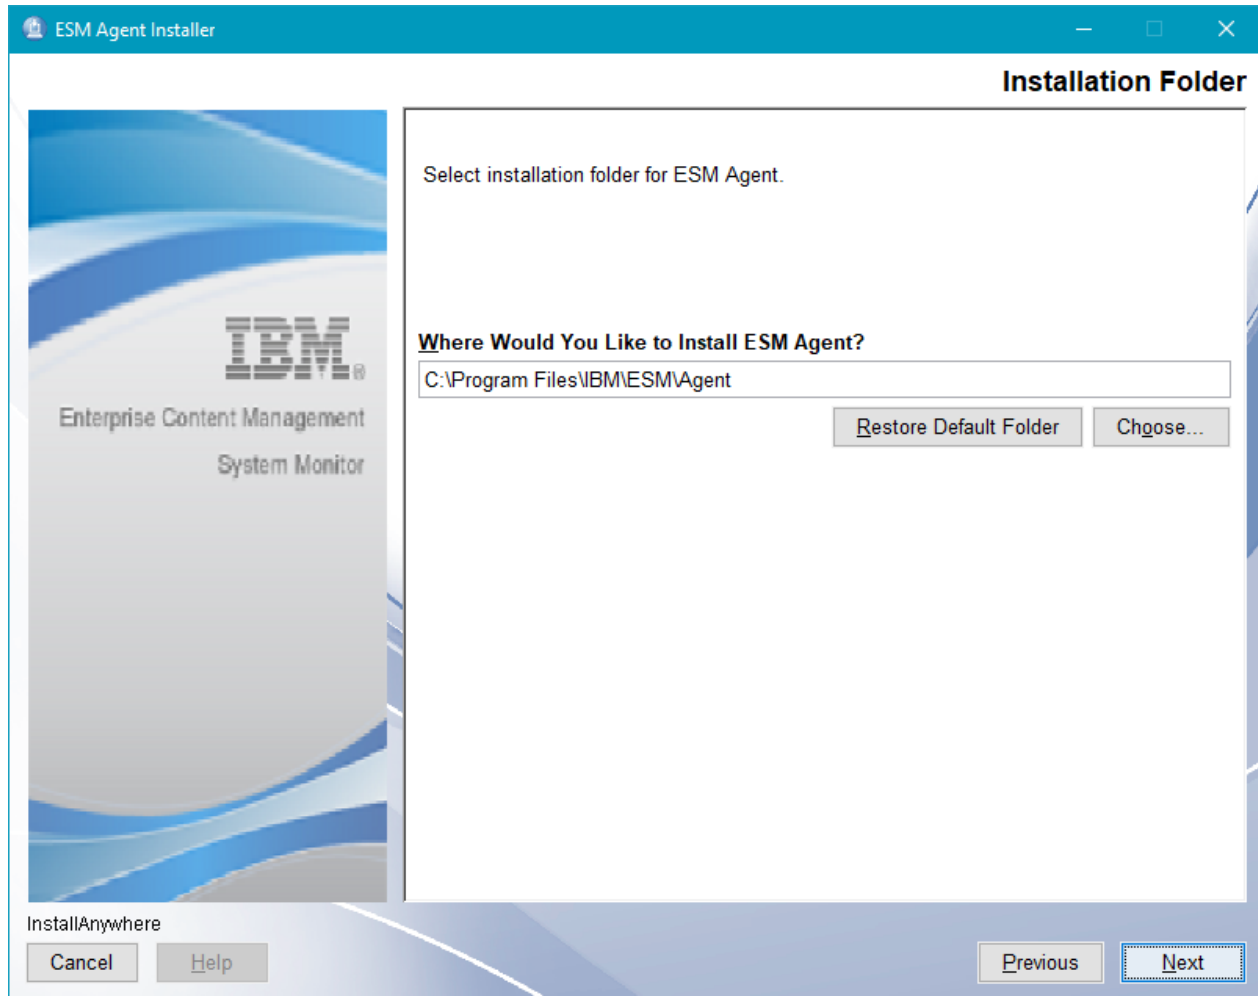 ESM Agent Installer
Installation Folder
Select installation folder for ESM Agent.
IBM®
Enterprise Content Management
System Monitor
Where Would You Like to Install ESM Agent?
C:\Program Files\IBM\ESM\Agent
Restore Default Folder
Choose...
InstallAnywhere
Cancel
Help
Previous
Next